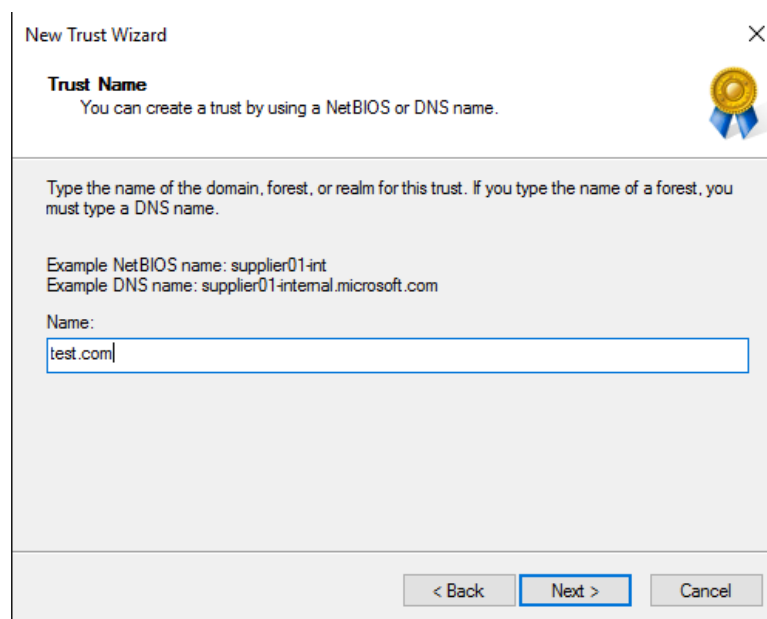 New Trust Wizard
Trust Name
You can create a trust by using a NetBIOS or DNS name.
Type the name of the domain, forest, or realm for this trust. If you type the name of a forest, you
must type a DNS name.
Example NetBIOS name: supplier01-int
Example DNS name: supplier01-internal.microsoft.com
Name:
test.com
< Back
Next >
Cancel